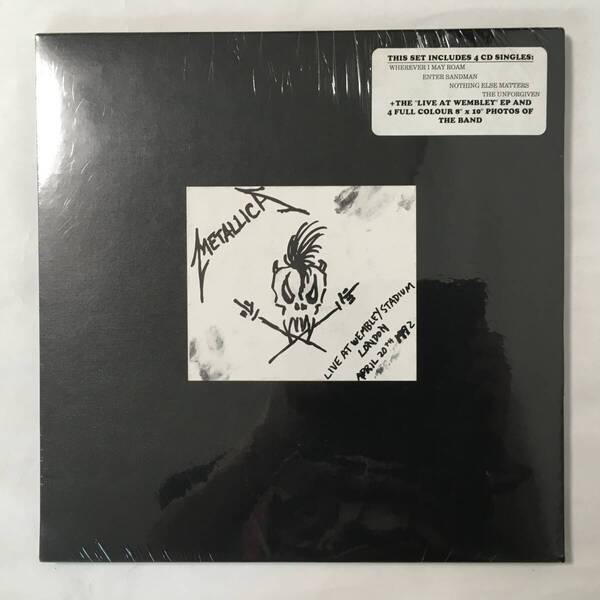 THIS SET INCLUDES 4 CD SINGLES:
WHEREVER I MAY ROAM
ENTER SANDMAN
NOTHING ELSE MATTERS
THE UNFORGIVEN
+THE "LIVE AT WEMBLEY" EP AND
4 FULL COLOUR 8" x 10" PHOTOS OF
THE BAND
METALLICA
LIVE AT WEMBLEY STADIUM
LONDON
APRIL 20TH 1992